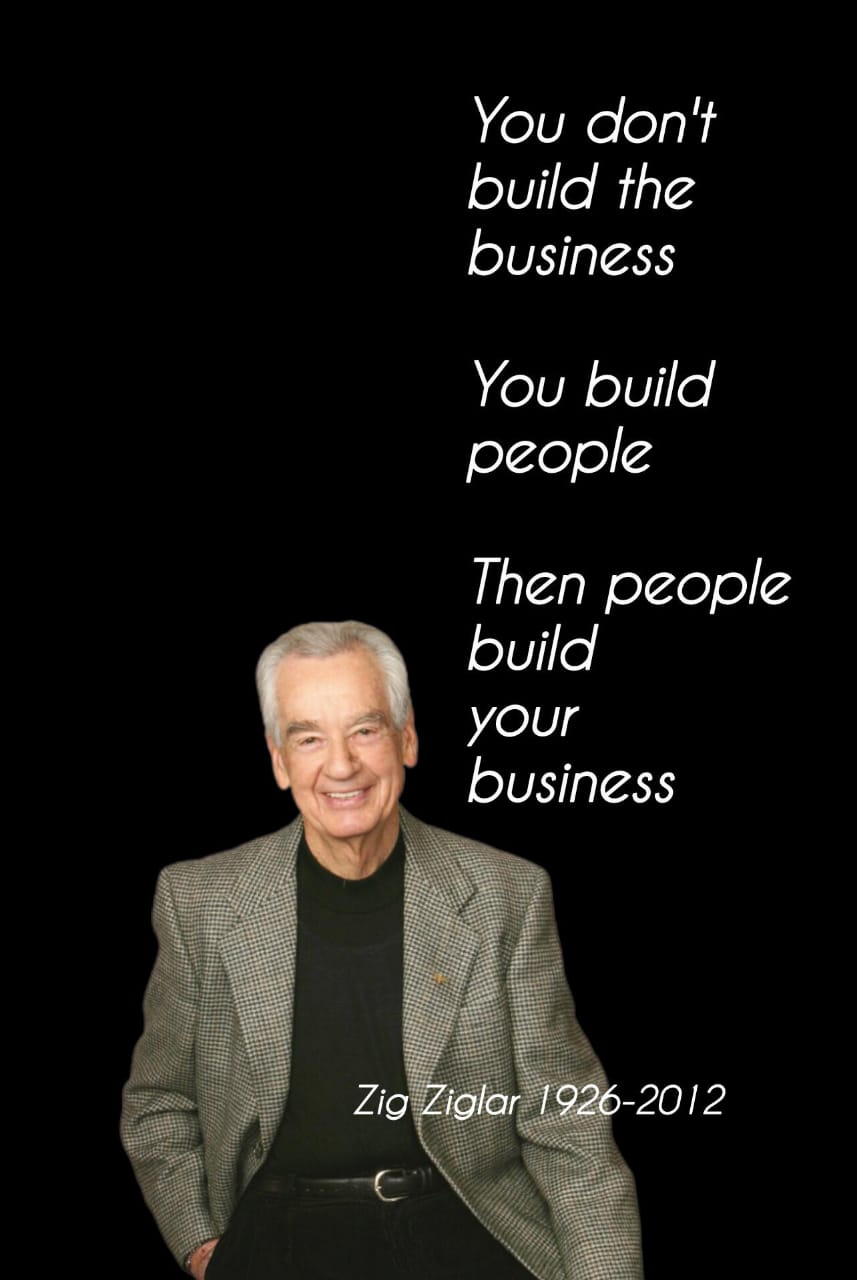 You don't
build the
business
You build
people
Then people
build
your
business
Zig Ziglar 1926-2012